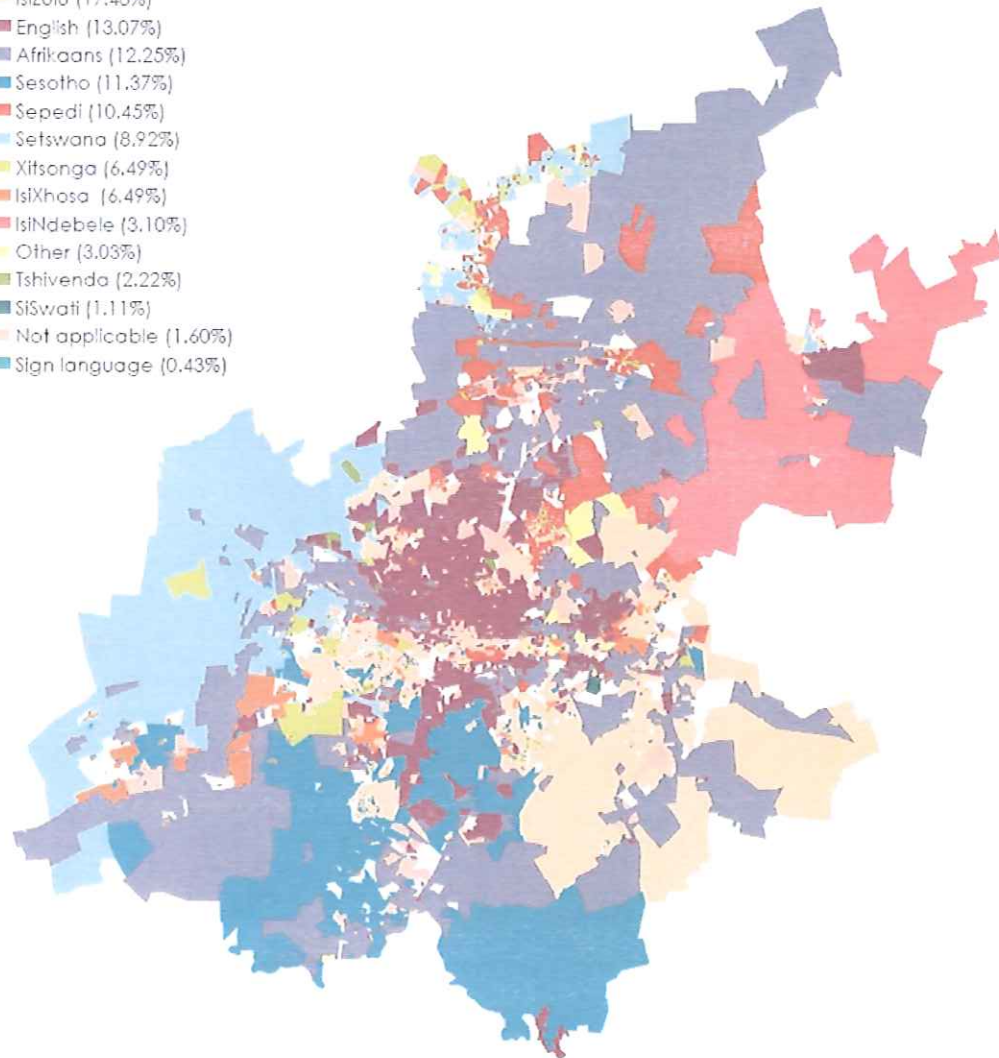 English (13.07%)
Afrikaans (12.25%)
Sesotho (11.37%)
Sepedi (10.45%)
Setswana (8.92%)
Xitsonga (6.49%)
IsiXhosa (6.49%)
IsiNdebele (3.10%)
Other (3.03%)
Tshivenda (2.22%)
SiSwati (1.11%)
Not applicable (1.60%)
Sign language (0.43%)